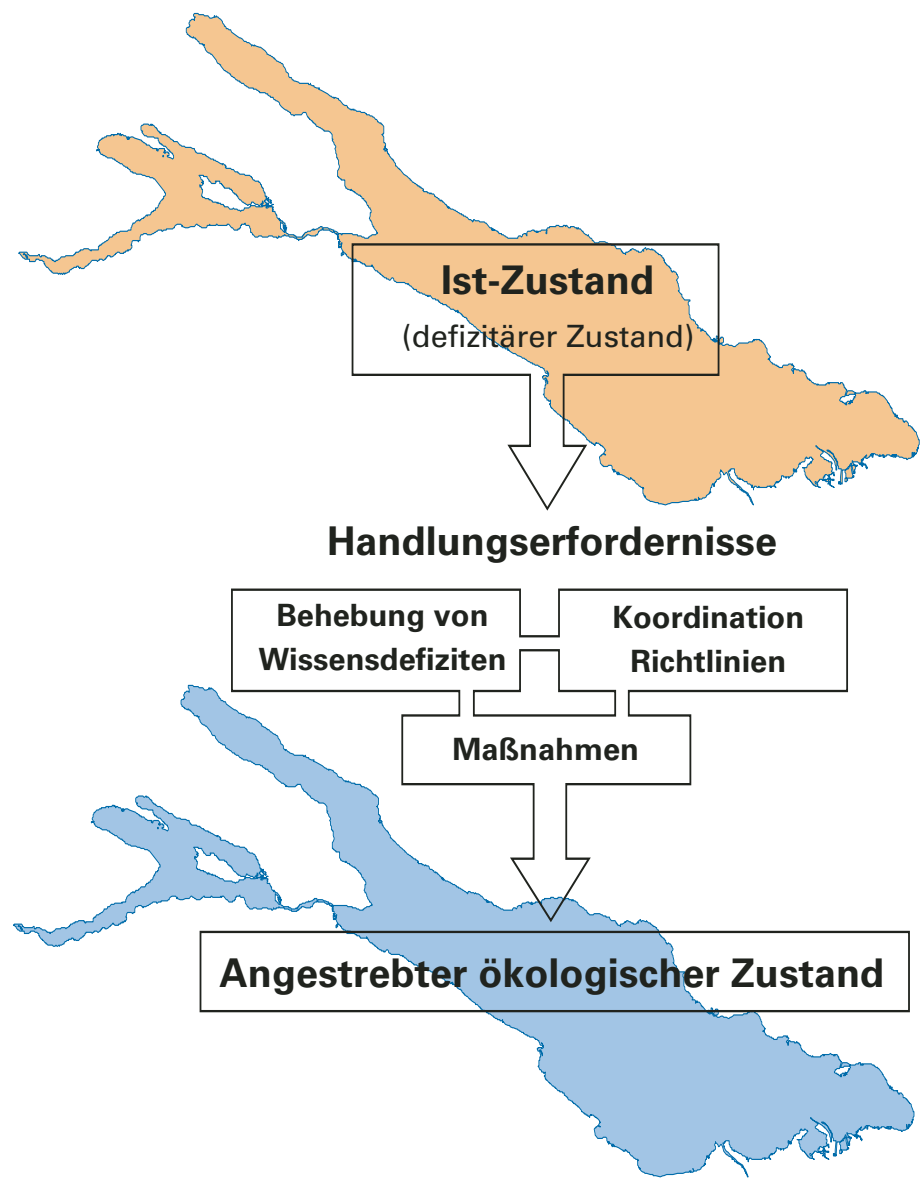 Ist-Zustand
(defizitärer Zustand)
Handlungserfordernisse
Behebung von
Wissensdefiziten
Koordination
Richtlinien
Maßnahmen
Angestrebter ökologischer Zustand